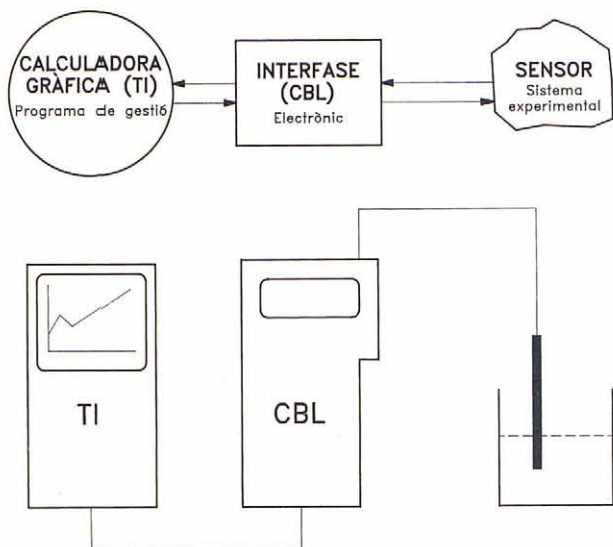 CALCULADORA
GRÀFICA (TI)
Programa de gestió
INTERFASE
(CBL)
Electrònic
SENSOR
Sistema
experimental
TI
CBL